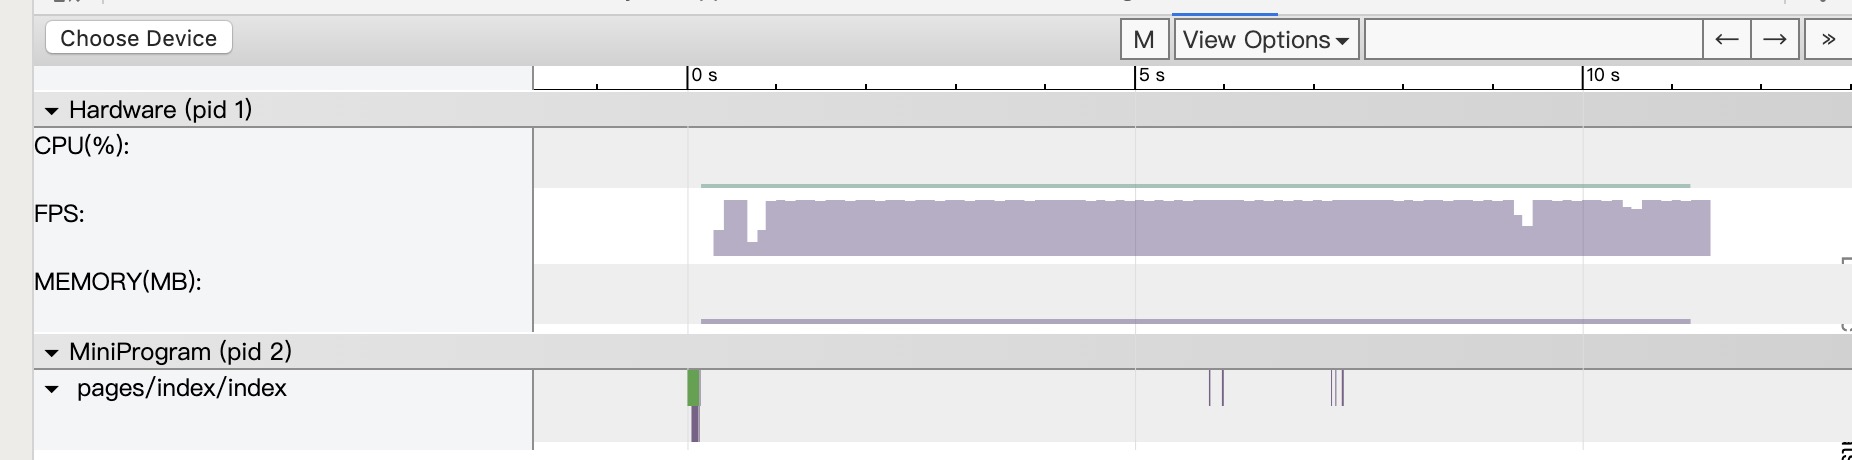 Choose Device
M View Options ← → »
0 s 5 s 10 s
Hardware (pid 1)
CPU(%):
FPS:
MEMORY(MB):
MiniProgram (pid 2)
pages/index/index